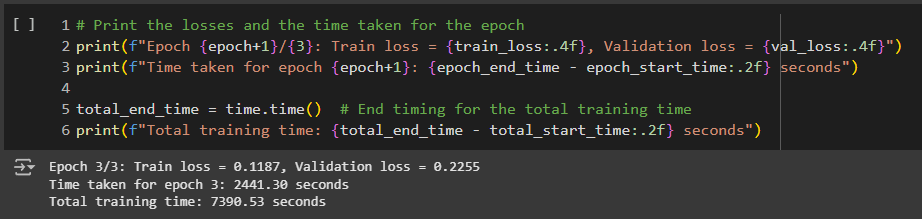 [ ] 1 # Print the losses and the time taken for the epoch
2 print(f"Epoch {epoch+1}/{3}: Train loss = {train_loss:.4f}, Validation loss = {val_loss:.4f}")
3 print(f"Time taken for epoch {epoch+1}: {epoch_end_time - epoch_start_time:.2f} seconds")
4
5 total_end_time = time.time()  # End timing for the total training time
6 print(f"Total training time: {total_end_time - total_start_time:.2f} seconds")
Epoch 3/3: Train loss = 0.1187, Validation loss = 0.2255
Time taken for epoch 3: 2441.30 seconds
Total training time: 7390.53 seconds